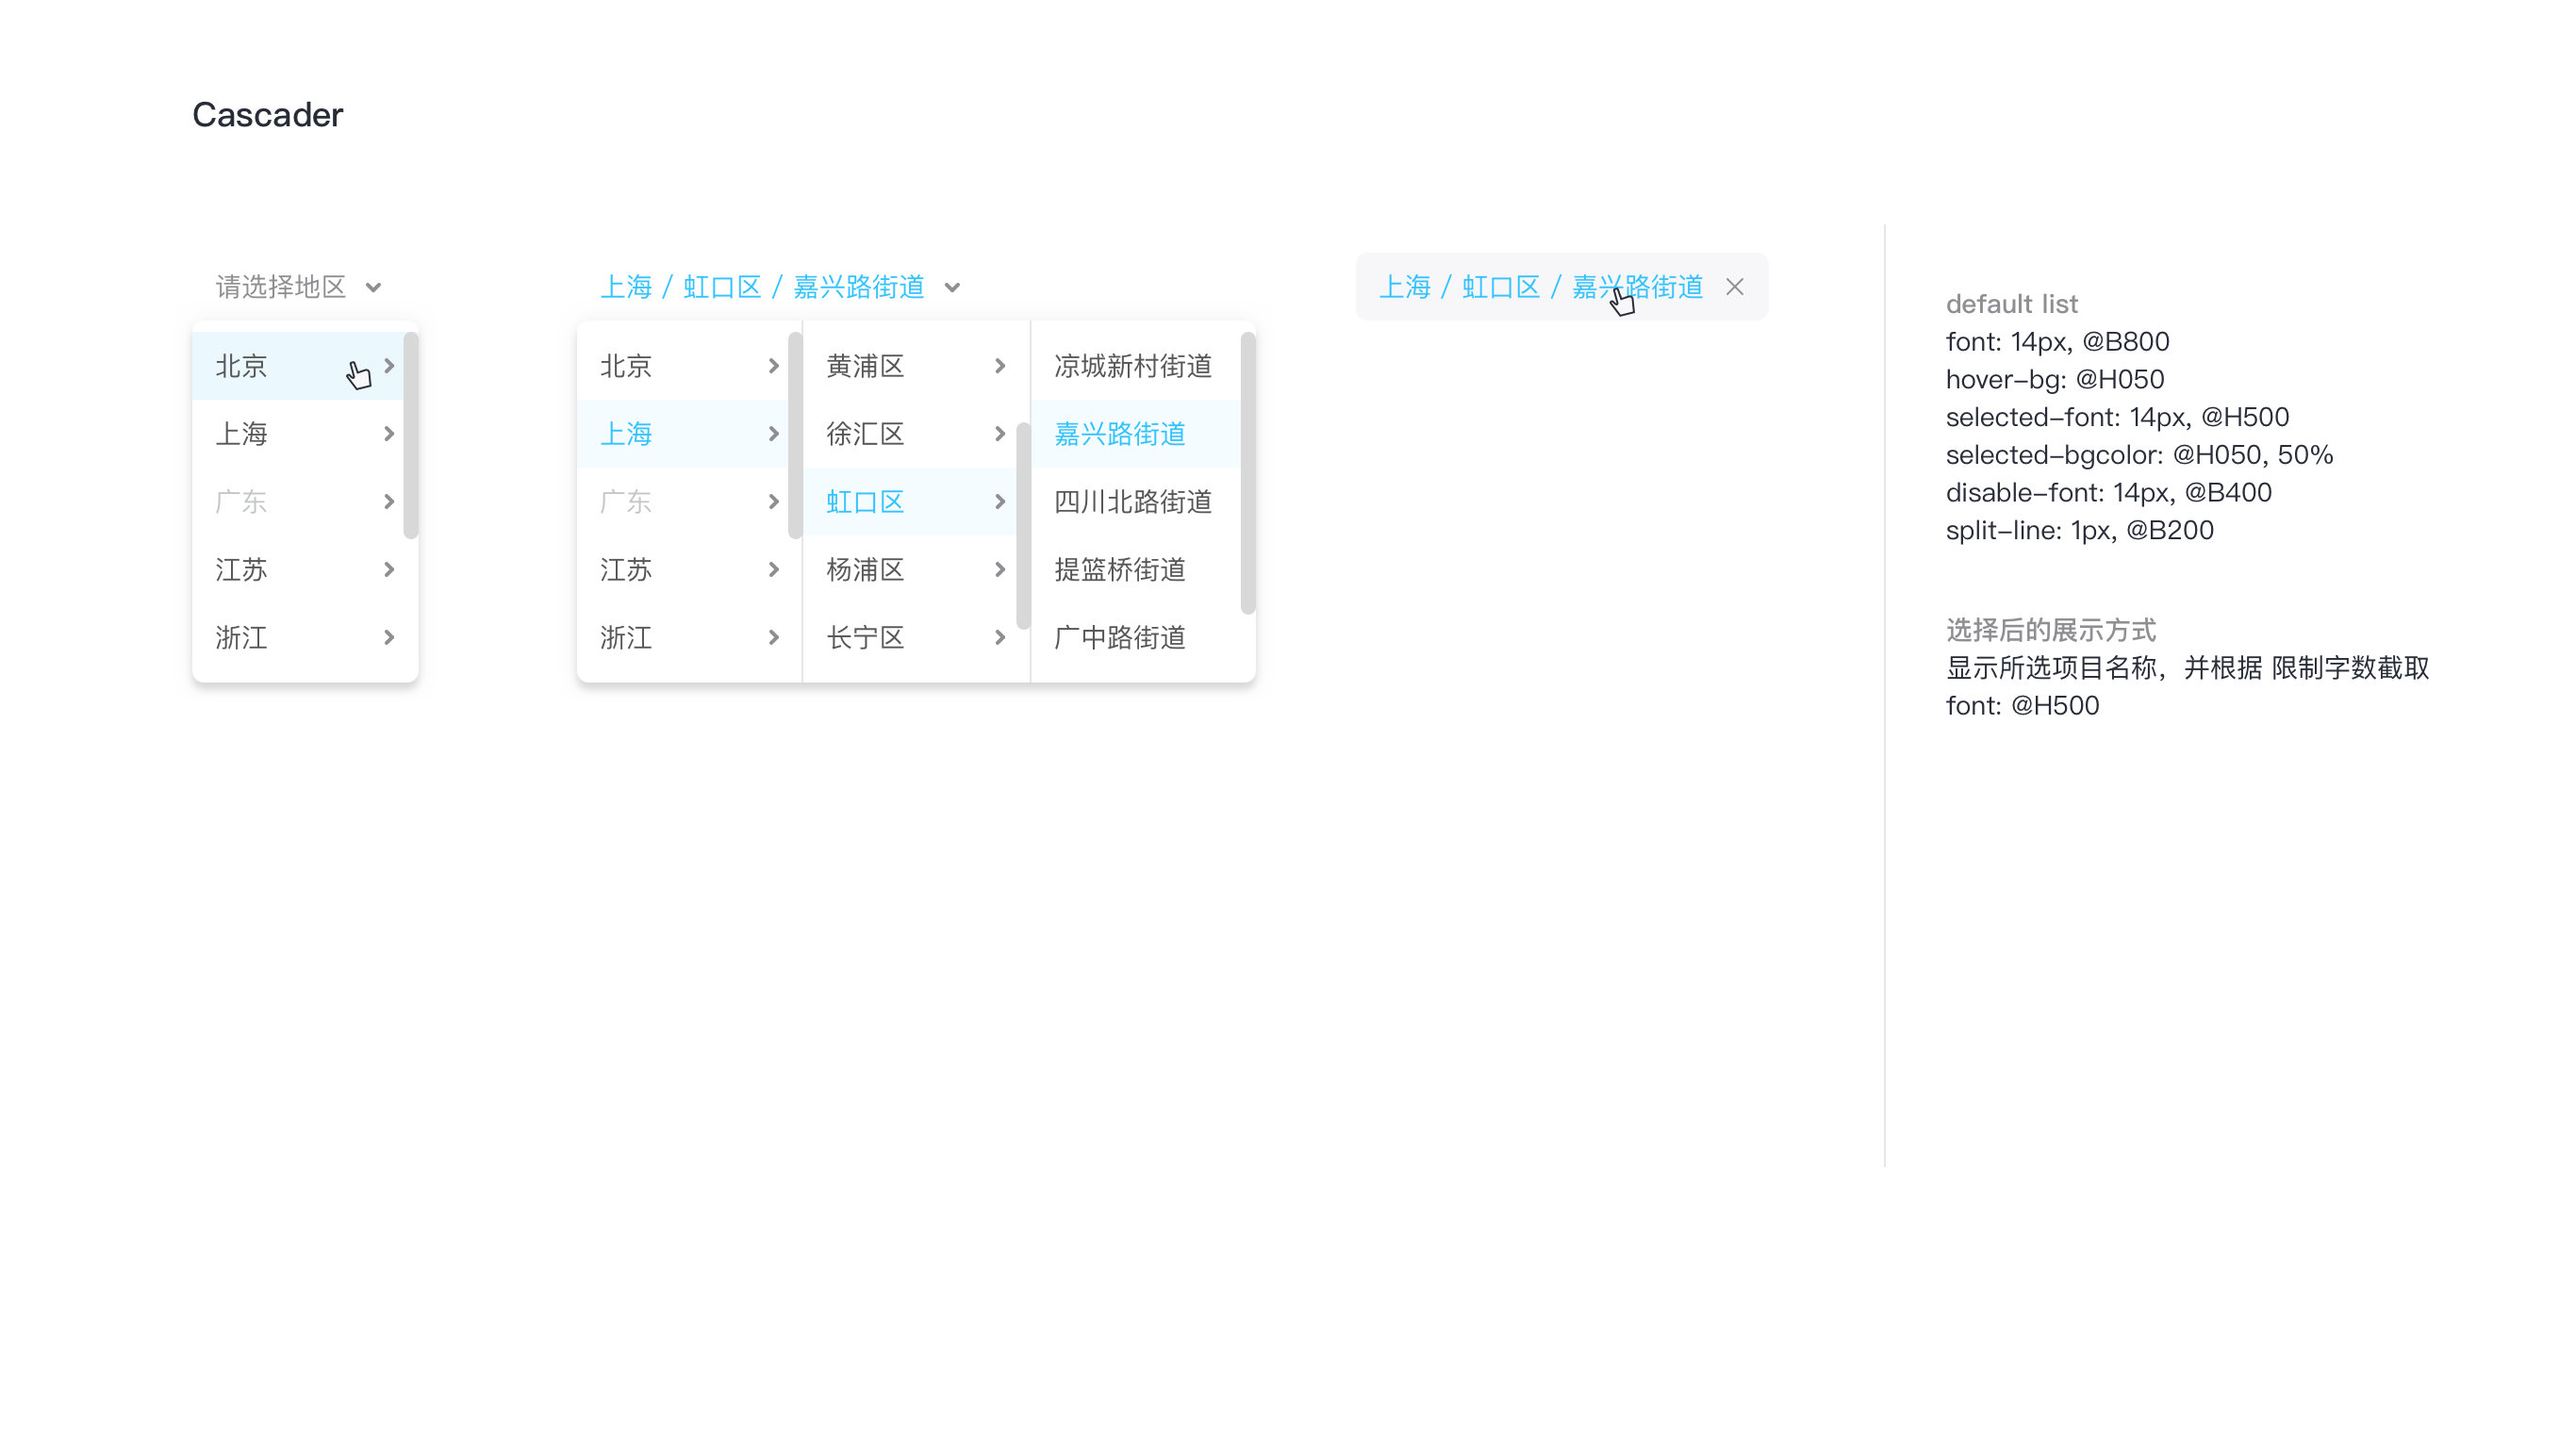 Cascader
请选择地区
北京
上海
广东
江苏
浙江
上海 / 虹口区 / 嘉兴路街道
北京
上海
广东
江苏
浙江
黄浦区
徐汇区
虹口区
杨浦区
长宁区
凉城新村街道
嘉兴路街道
四川北路街道
提篮桥街道
广中路街道
上海 / 虹口区 / 嘉兴路街道
default list
font: 14px, @B800
hover-bg: @H050
selected-font: 14px, @H500
selected-bgcolor: @H050, 50%
disable-font: 14px, @B400
split-line: 1px, @B200
选择后的展示方式
显示所选项目名称，并根据 限制字数截取
font: @H500